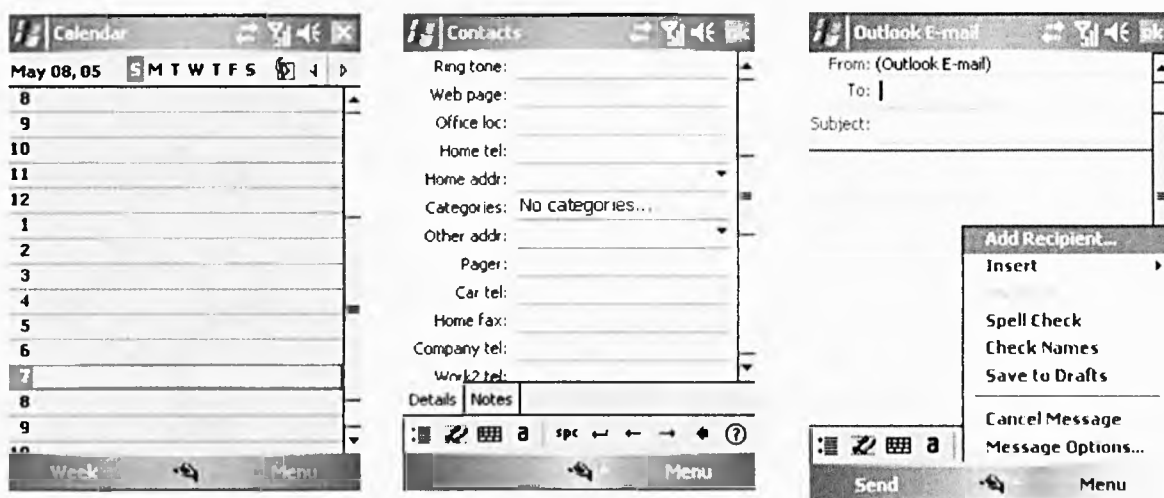 Calendar
May 08, 05 S M T W T F S
8
9
10
11
12
1
2
3
4
5
6
7
8
9
10
Week Menu
Contacts ok
Ring tone:
Web page:
Office loc:
Home tel:
Home addr:
Categories: No categories...
Other addr:
Pager:
Car tel:
Home fax:
Company tel:
Work2 tel:
Details Notes
a spc ?
Menu
Outlook E-mail ok
From: (Outlook E-mail)
To:
Subject:
Add Recipient...
Insert
Spell Check
Check Names
Save to Drafts
Cancel Message
Message Options...
a
Send Menu